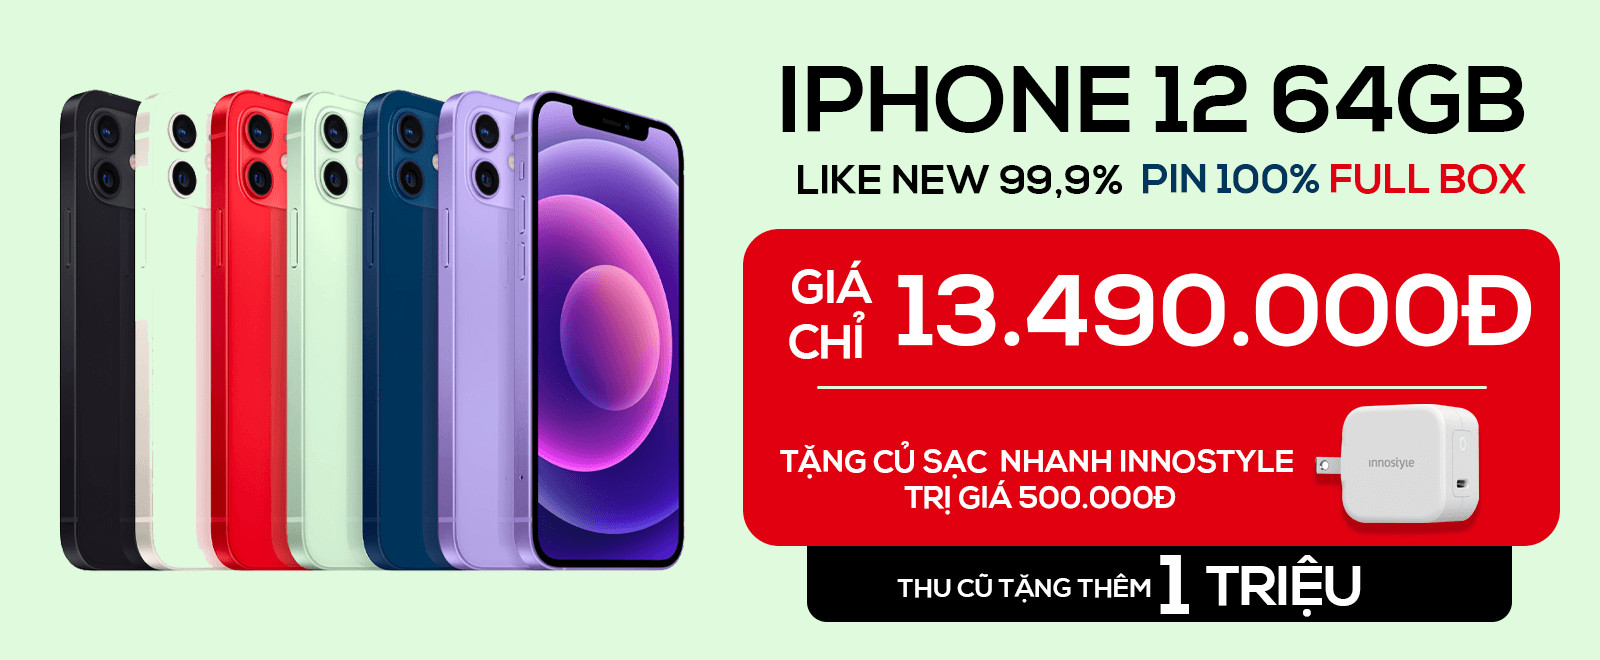 IPHONE 12 64GB
LIKE NEW 99,9% PIN 100% FULL BOX
GIÁ
CHỈ
13.490.000Đ
TẶNG CỦ SẠC NHANH INNOSTYLE
TRỊ GIÁ 500.000Đ
innostyle
THU CŨ TẶNG THÊM 1 TRIỆU